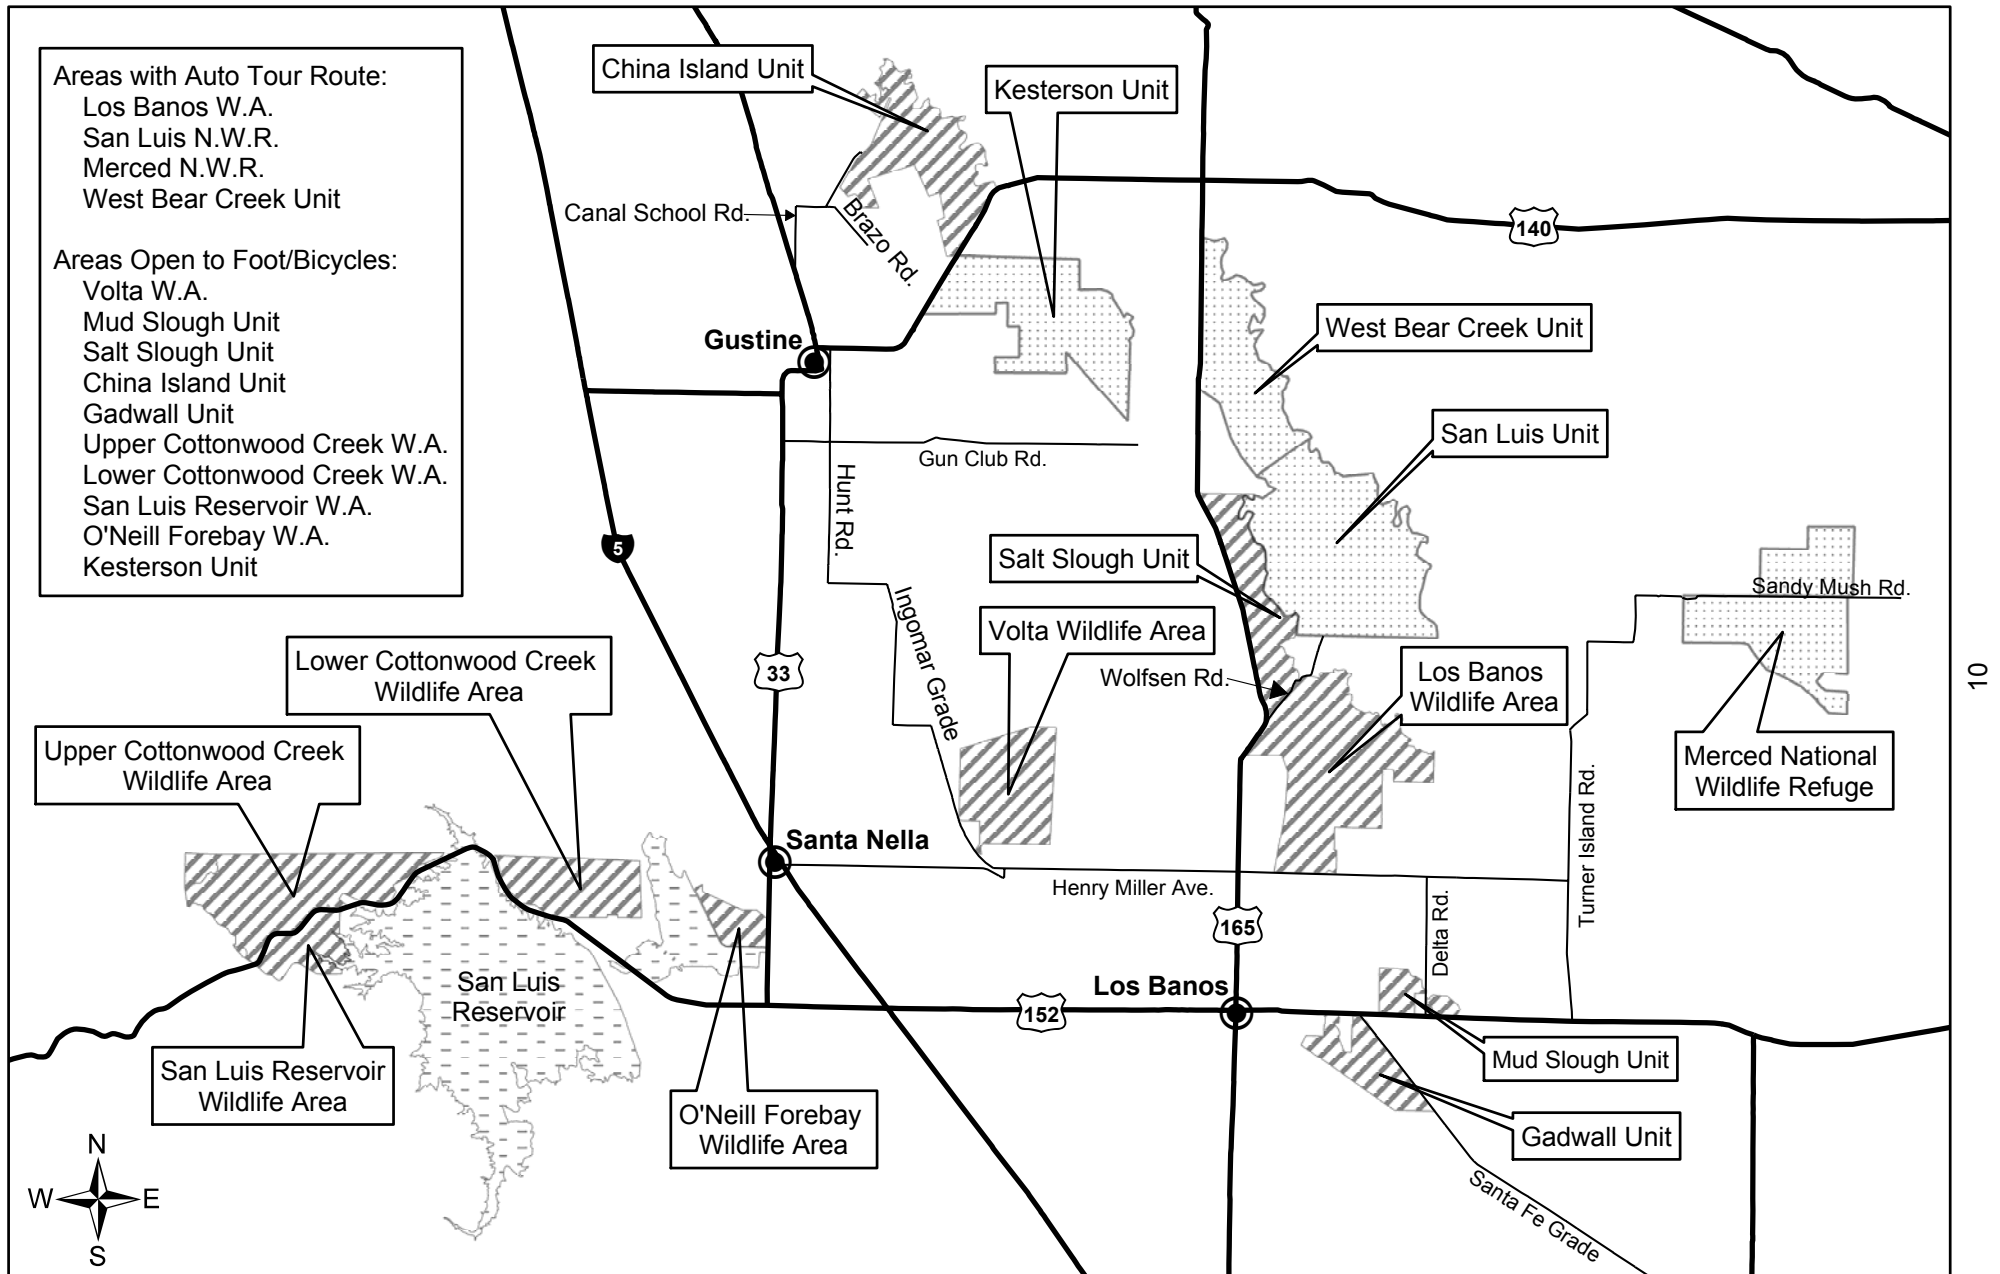 Areas with Auto Tour Route:
Los Banos W.A.
San Luis N.W.R.
Merced N.W.R.
West Bear Creek Unit
Areas Open to Foot/Bicycles:
Volta W.A.
Mud Slough Unit
Salt Slough Unit
China Island Unit
Gadwall Unit
Upper Cottonwood Creek W.A.
Lower Cottonwood Creek W.A.
San Luis Reservoir W.A.
O'Neill Forebay W.A.
Kesterson Unit
China Island Unit
Kesterson Unit
Canal School Rd.
Brazo Rd.
140
West Bear Creek Unit
Gustine
San Luis Unit
Gun Club Rd.
Hunt Rd.
5
Salt Slough Unit
Sandy Mush Rd.
Ingomar Grade
Volta Wildlife Area
Lower Cottonwood Creek
Wildlife Area
33
Wolfsen Rd.
Los Banos
Wildlife Area
10
Upper Cottonwood Creek
Wildlife Area
Merced National
Wildlife Refuge
Turner Island Rd.
Santa Nella
Henry Miller Ave.
165
Delta Rd.
San Luis
Reservoir
Los Banos
152
Mud Slough Unit
San Luis Reservoir
Wildlife Area
O'Neill Forebay
Wildlife Area
Gadwall Unit
Santa Fe Grade
N
W
E
S